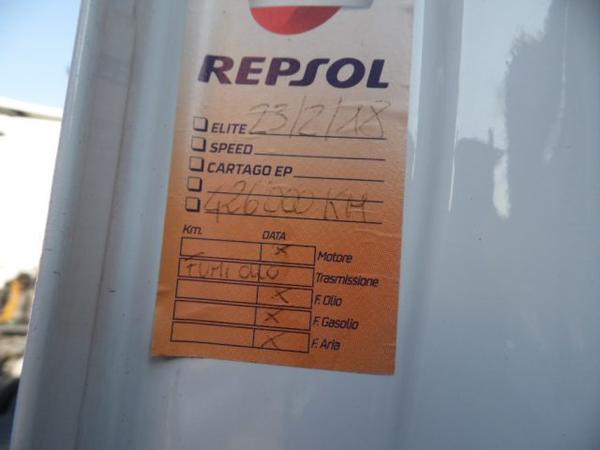 REPSOL
ELITE 23/2/18
SPEED
CARTAGO EP
426000 KM
Km. DATA
x Motore
Trasmissione
x F. Olio
x F. Gasolio
x F. Aria